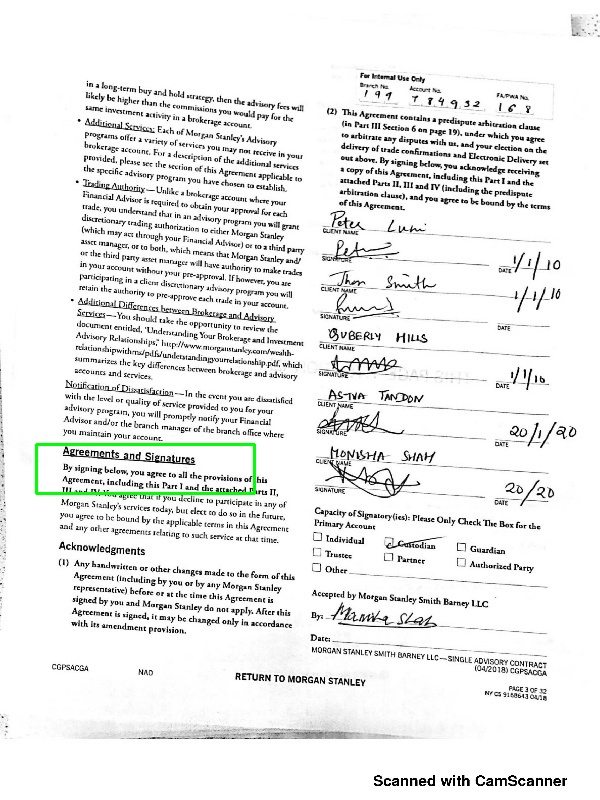 in a long-term buy and hold strategy, then the advisory fees will
likely be higher than the commissions you would pay for the
same investment activity in a brokerage account.
• Additional Services: Each of Morgan Stanley's Advisory
programs offer a variety of services you may not receive in your
brokerage account. For a description of the additional services
provided, please see the section of this Agreement applicable to
the specific advisory program you have chosen to establish.
• Trading Authority—Unlike a brokerage account where your
Financial Advisor is required to obtain your approval for each
trade, you understand that in an advisory program you will grant
discretionary trading authorization to either Morgan Stanley
(which may act through your Financial Advisor) or to a third party
asset manager, or to both, which means that Morgan Stanley and/
or the third party asset manager will have authority to make trades
in your account without your pre-approval. If however, you are
participating in a client discretionary advisory program you will
retain the authority to pre-approve each trade in your account.
• Additional Differences between Brokerage and Advisory
Services—You should take the opportunity to review the
document entitled, "Understanding Your Brokerage and Investment
Advisory Relationships," http://www.morganstanley.com/wealth-
relationshipwithms/pdfs/understandingyourrelationship.pdf, which
summarizes the key differences between brokerage and advisory
accounts and services.
Notification of Dissatisfaction—In the event you are dissatisfied
with the level or quality of service provided to you for your
advisory program, you will promptly notify your Financial
Advisor and/or the branch manager of the branch office where
you maintain your account.
Agreements and Signatures
By signing below, you agree to all the provisions of this
Agreement, including this Part I and the attached Parts II,
III and IV. You agree that if you decline to participate in any of
Morgan Stanley's services today, but elect to do so in the future,
you agree to be bound by the applicable terms in this Agreement
and any other agreements relating to such service at that time.
Acknowledgments
(1) Any handwritten or other changes made to the form of this
Agreement (including by you or by any Morgan Stanley
representative) before or at the time this Agreement is
signed by you and Morgan Stanley do not apply. After this
Agreement is signed, it may be changed only in accordance
with its amendment provision.
For Internal Use Only
Branch No. Account No. FA/PWA No.
197 784932 168
(2) This Agreement contains a predispute arbitration clause
(in Part III Section 6 on page 19), under which you agree
to arbitrate any disputes with us, and your election on the
delivery of trade confirmations and Electronic Delivery set
out above. By signing below, you acknowledge receiving
a copy of this Agreement, including this Part I and the
attached Parts II, III and IV (including the predispute
arbitration clause), and you agree to be bound by the terms
of this Agreement.
Peter
CLIENT NAME
SIGNATURE DATE 1/1/10
Smith
CLIENT NAME 1/1/10
SIGNATURE DATE
BUBERLY HILLS
CLIENT NAME
SIGNATURE DATE 1/1/10
TANDON
CLIENT NAME
SIGNATURE DATE 20/1/20
MONISHA SHAH
CLIENT NAME
SIGNATURE DATE 20/20
Capacity of Signatory(ies): Please Only Check The Box for the
Primary Account
Individual Custodian Guardian
Trustee Partner Authorized Party
Other
Accepted by Morgan Stanley Smith Barney LLC
By:
Date:
MORGAN STANLEY SMITH BARNEY LLC—SINGLE ADVISORY CONTRACT
(04/2018) CGPSACGA
CGPSACGA NAO RETURN TO MORGAN STANLEY
PAGE 3 OF 32
NY CS 9168643 04/18
Scanned with CamScanner